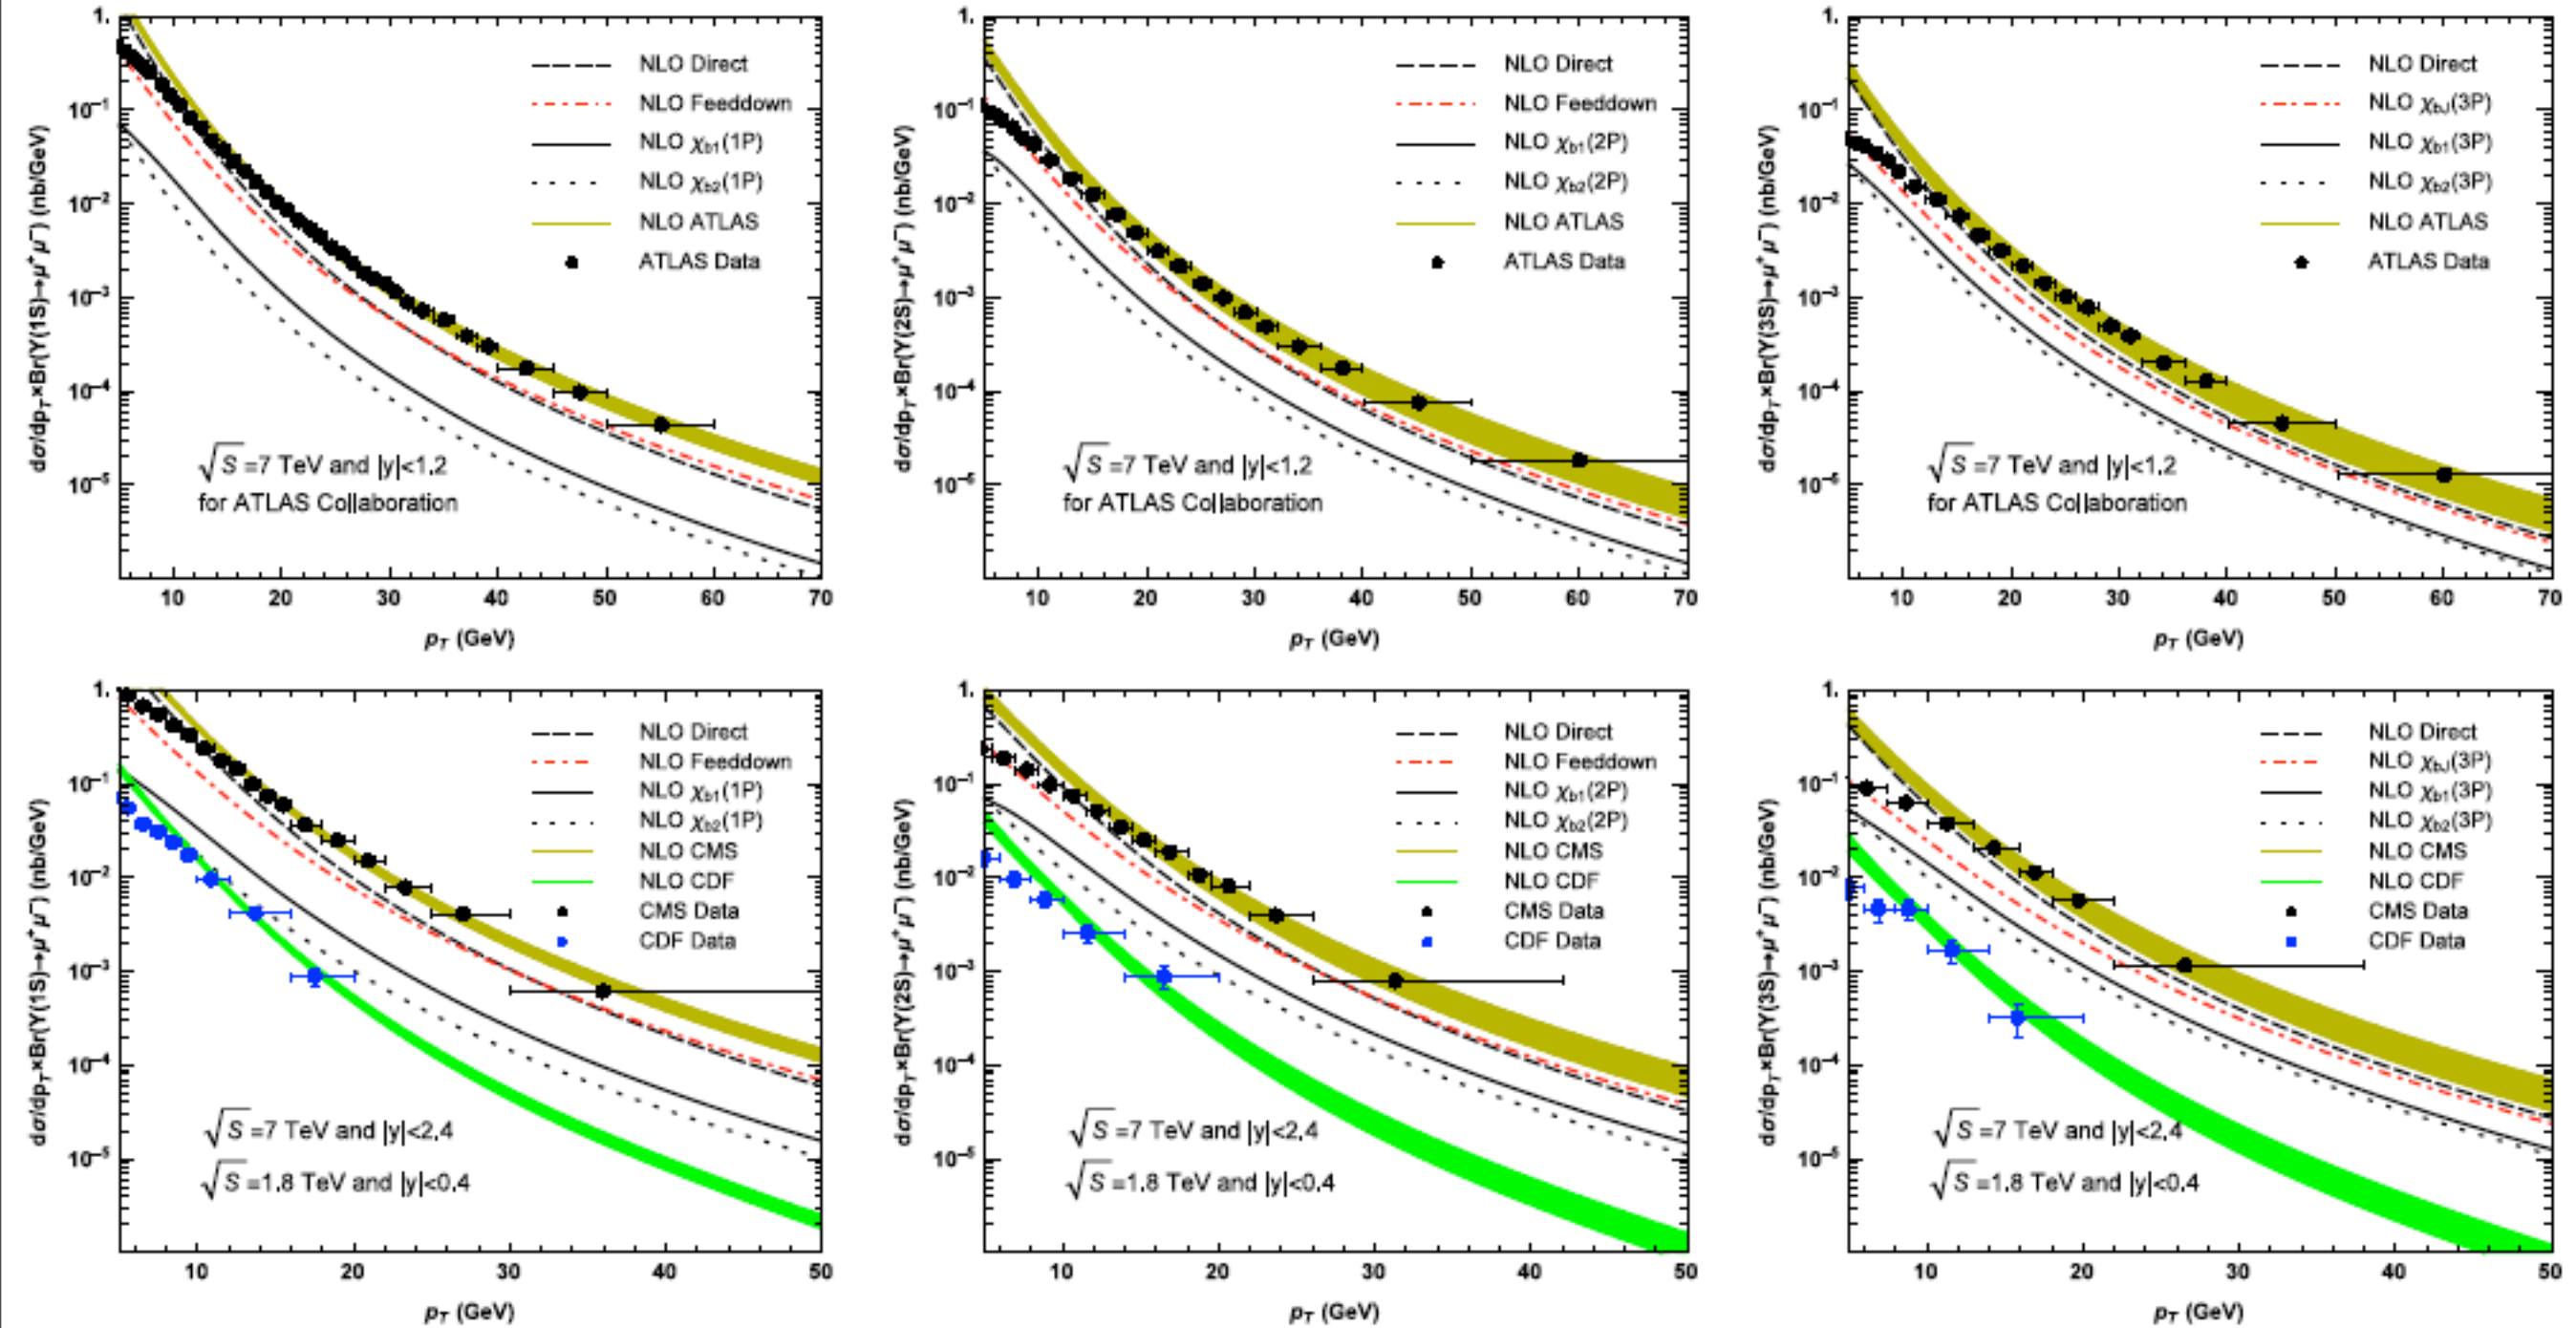 dσ/dp_T×Br(Υ(1S)→μ⁺μ⁻) (nb/GeV)
1.
10⁻¹
10⁻²
10⁻³
10⁻⁴
10⁻⁵
NLO Direct
NLO Feeddown
NLO χb1(1P)
NLO χb2(1P)
NLO ATLAS
ATLAS Data
√S=7 TeV and |y|<1.2
for ATLAS Collaboration
10 20 30 40 50 60 70
p_T (GeV)
dσ/dp_T×Br(Υ(2S)→μ⁺μ⁻) (nb/GeV)
1.
10⁻¹
10⁻²
10⁻³
10⁻⁴
10⁻⁵
NLO Direct
NLO Feeddown
NLO χb1(2P)
NLO χb2(2P)
NLO ATLAS
ATLAS Data
√S=7 TeV and |y|<1.2
for ATLAS Collaboration
10 20 30 40 50 60 70
p_T (GeV)
dσ/dp_T×Br(Υ(3S)→μ⁺μ⁻) (nb/GeV)
1.
10⁻¹
10⁻²
10⁻³
10⁻⁴
10⁻⁵
NLO Direct
NLO χbJ(3P)
NLO χb1(3P)
NLO χb2(3P)
NLO ATLAS
ATLAS Data
√S=7 TeV and |y|<1.2
for ATLAS Collaboration
10 20 30 40 50 60 70
p_T (GeV)
dσ/dp_T×Br(Υ(1S)→μ⁺μ⁻) (nb/GeV)
1.
10⁻¹
10⁻²
10⁻³
10⁻⁴
10⁻⁵
NLO Direct
NLO Feeddown
NLO χb1(1P)
NLO χb2(1P)
NLO CMS
NLO CDF
CMS Data
CDF Data
√S=7 TeV and |y|<2.4
√S=1.8 TeV and |y|<0.4
10 20 30 40 50
p_T (GeV)
dσ/dp_T×Br(Υ(2S)→μ⁺μ⁻) (nb/GeV)
1.
10⁻¹
10⁻²
10⁻³
10⁻⁴
10⁻⁵
NLO Direct
NLO Feeddown
NLO χb1(2P)
NLO χb2(2P)
NLO CMS
NLO CDF
CMS Data
CDF Data
√S=7 TeV and |y|<2.4
√S=1.8 TeV and |y|<0.4
10 20 30 40 50
p_T (GeV)
dσ/dp_T×Br(Υ(3S)→μ⁺μ⁻) (nb/GeV)
1.
10⁻¹
10⁻²
10⁻³
10⁻⁴
10⁻⁵
NLO Direct
NLO χbJ(3P)
NLO χb1(3P)
NLO χb2(3P)
NLO CMS
NLO CDF
CMS Data
CDF Data
√S=7 TeV and |y|<2.4
√S=1.8 TeV and |y|<0.4
10 20 30 40 50
p_T (GeV)